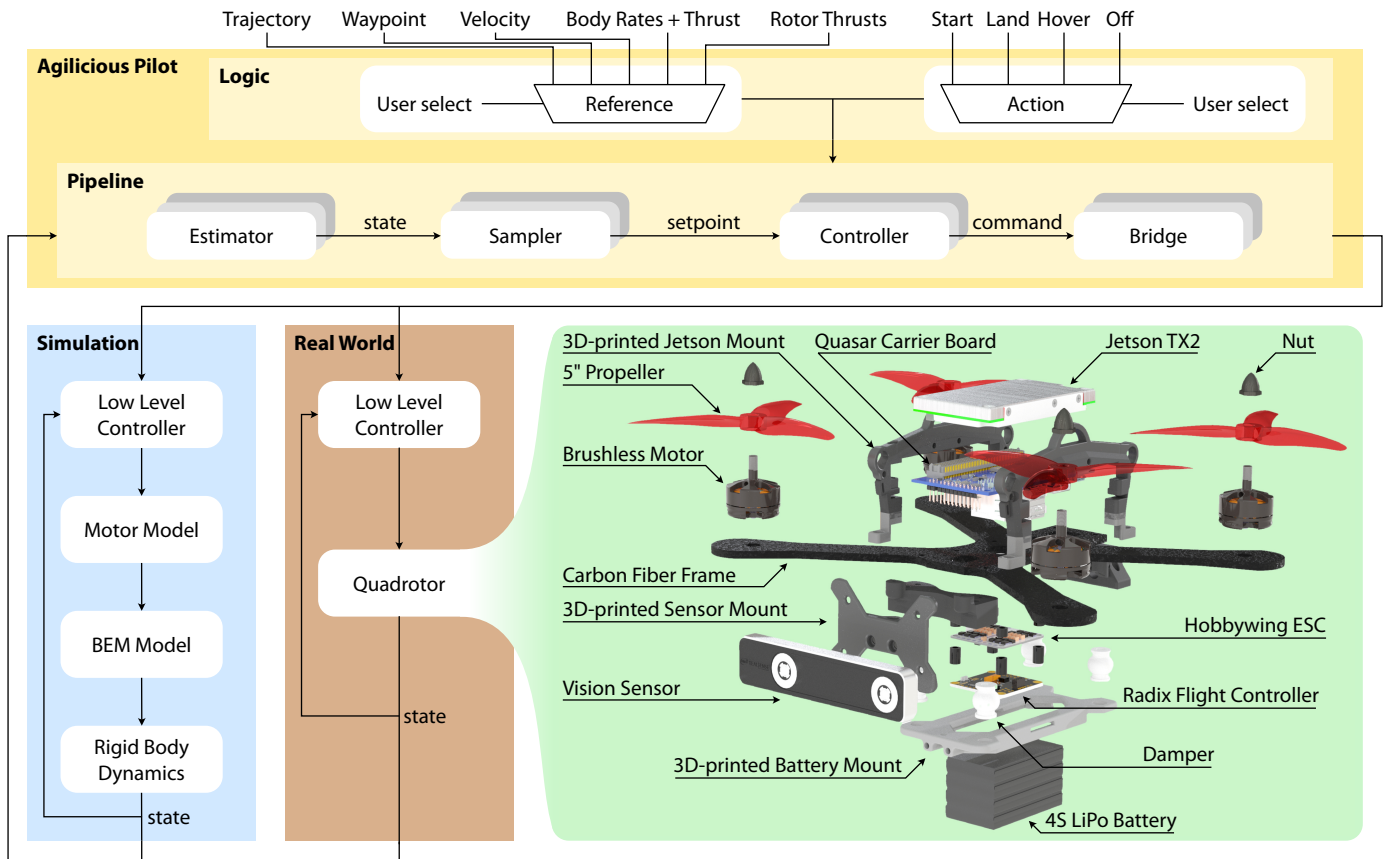 Trajectory
Waypoint
Velocity
Body Rates + Thrust
Rotor Thrusts
Start
Land
Hover
Off
Agilicious Pilot
Logic
User select
Reference
Action
User select
Pipeline
Estimator
state
Sampler
setpoint
Controller
command
Bridge
Simulation
Low Level
Controller
Motor Model
BEM Model
Rigid Body
Dynamics
state
Real World
Low Level
Controller
Quadrotor
state
3D-printed Jetson Mount
Quasar Carrier Board
Jetson TX2
Nut
5" Propeller
Brushless Motor
Carbon Fiber Frame
3D-printed Sensor Mount
Hobbywing ESC
Vision Sensor
Radix Flight Controller
3D-printed Battery Mount
Damper
4S LiPo Battery